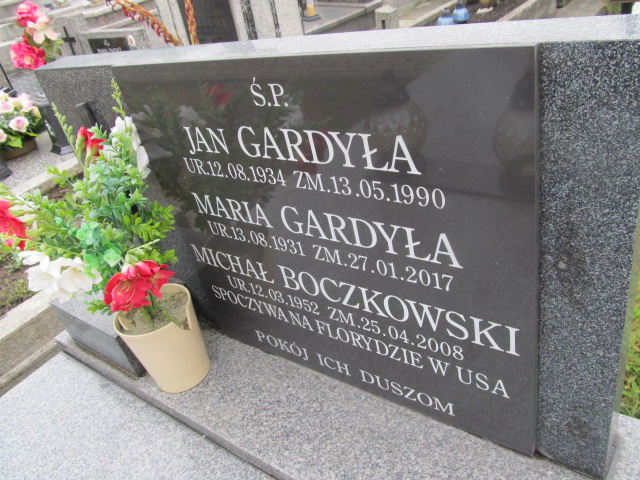 Ś.P.
JAN GARDYŁA
UR.12.08.1934 ZM.13.05.1990
MARIA GARDYŁA
UR.13.08.1931 ZM.27.01.2017
MICHAŁ BOCZKOWSKI
UR.12.03.1952 ZM.25.04.2008
SPOCZYWA NA FLORYDZIE W USA
POKÓJ ICH DUSZOM